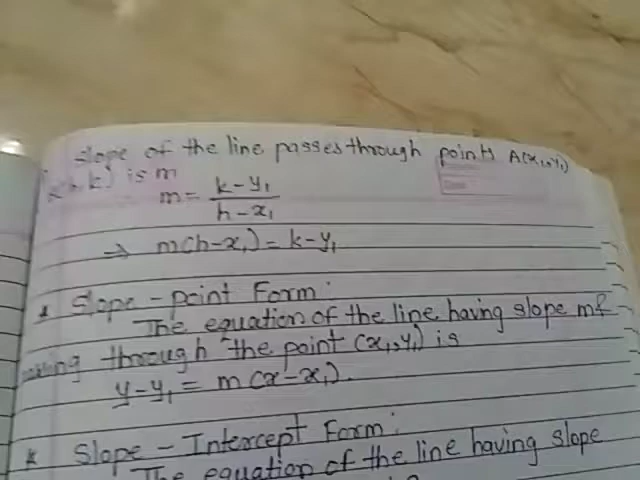 Slope of the line passes through points A(x₁,y₁)
h, k) is m
m = k-y₁ / h-x₁
⇒ m(h-x₁) = k-y₁
* Slope - point Form:
The equation of the line having slope m &
through the point (x₁, y₁) is
y-y₁ = m(x-x₁).
* Slope - Intercept Form:
The equation of the line having slope